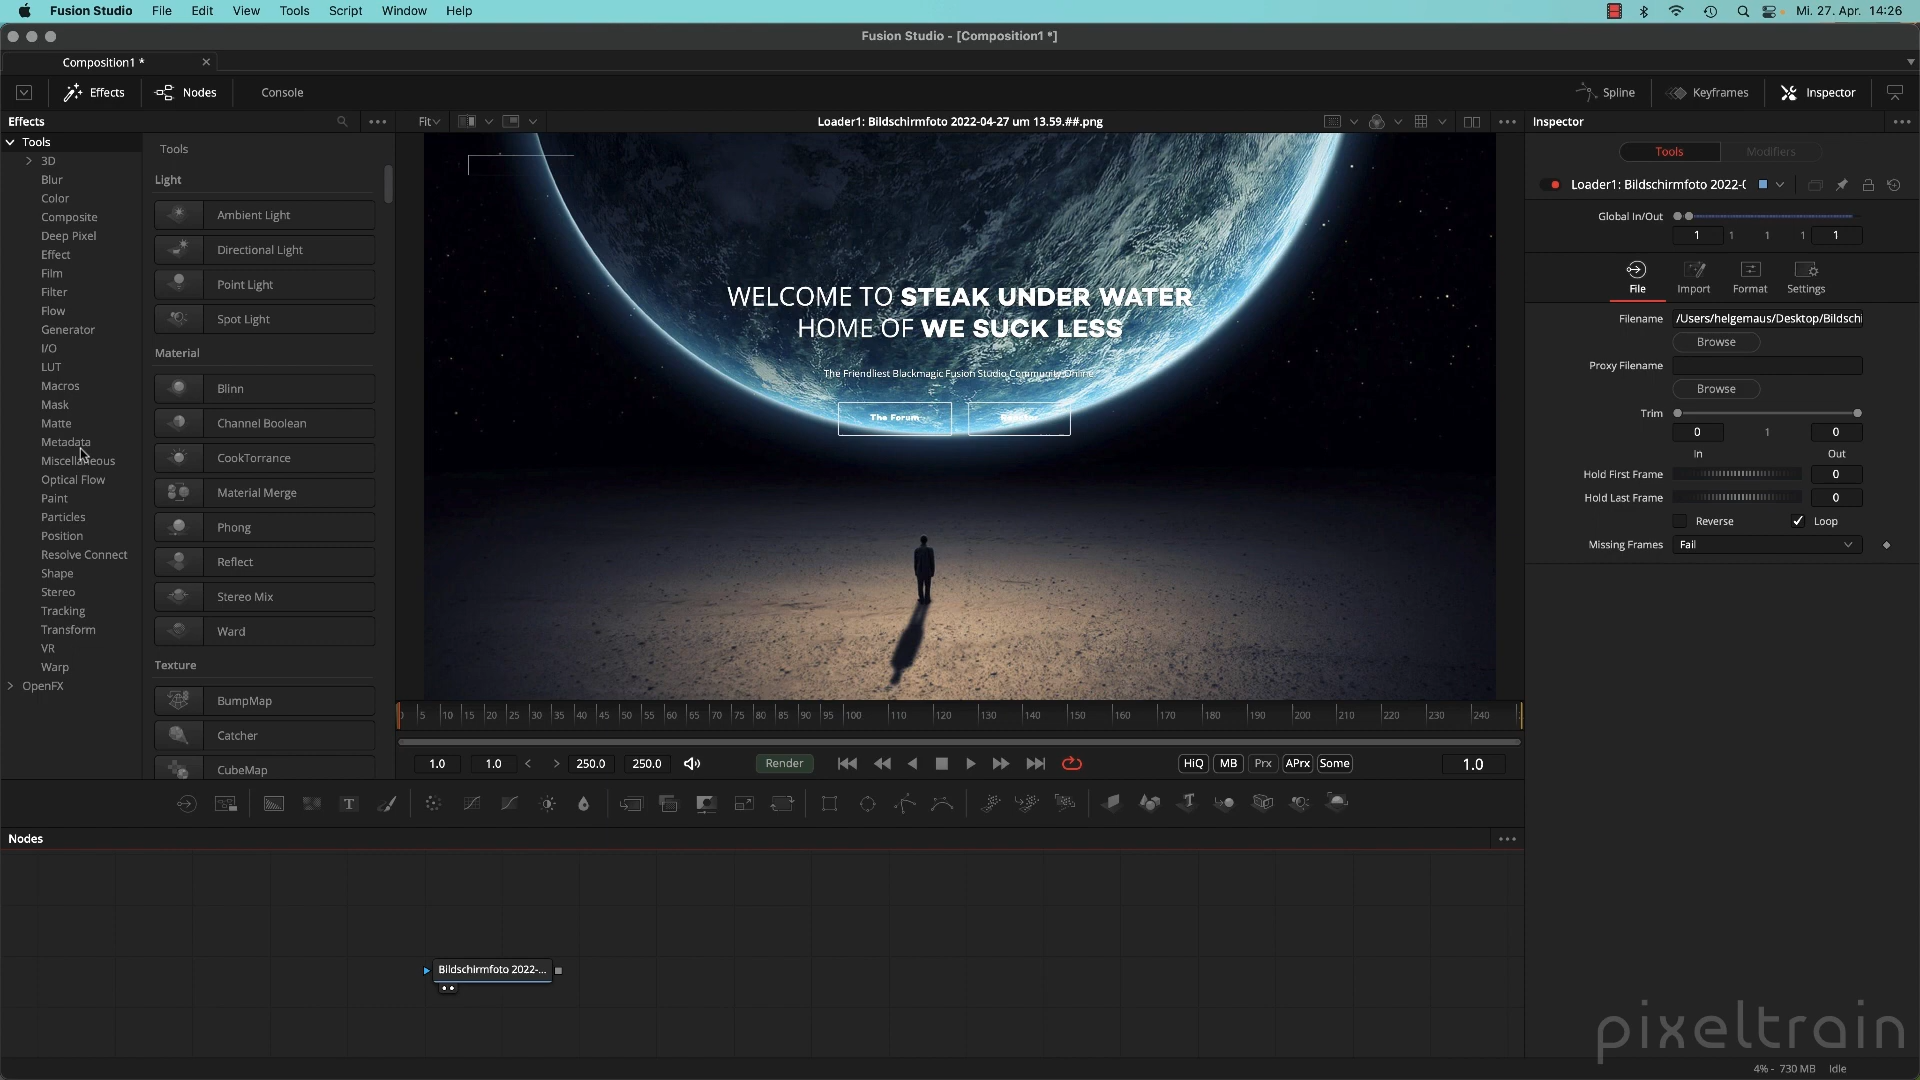 Fusion Studio File Edit View Tools Script Window Help Mi. 27. Apr. 14:26
Fusion Studio - [Composition1 *]
Composition1 *
Effects Nodes Console Spline Keyframes Inspector
Effects Fit Loader1: Bildschirmfoto 2022-04-27 um 13.59.##.png Inspector
Tools
3D
Blur
Color
Composite
Deep Pixel
Effect
Film
Filter
Flow
Generator
I/O
LUT
Macros
Mask
Matte
Metadata
Miscellaneous
Optical Flow
Paint
Particles
Position
Resolve Connect
Shape
Stereo
Tracking
Transform
VR
Warp
OpenFX
Tools
Light
Ambient Light
Directional Light
Point Light
Spot Light
Material
Blinn
Channel Boolean
CookTorrance
Material Merge
Phong
Reflect
Stereo Mix
Ward
Texture
BumpMap
Catcher
CubeMap
WELCOME TO STEAK UNDER WATER
HOME OF WE SUCK LESS
The Friendliest Blackmagic Fusion Studio Community Online
The Forum
5 10 15 20 25 30 35 40 45 50 55 60 65 70 75 80 85 90 95 100 110 120 130 140 150 160 170 180 190 200 210 220 230 240
1.0 1.0 < > 250.0 250.0 Render HiQ MB Prx APrx Some 1.0
Tools Modifiers
Loader1: Bildschirmfoto 2022-0
Global In/Out
1 1 1 1 1
File Import Format Settings
Filename /Users/helgemaus/Desktop/Bildschi
Browse
Proxy Filename
Browse
Trim
0 1 0
In Out
Hold First Frame 0
Hold Last Frame 0
Reverse Loop
Missing Frames Fail
Nodes
Bildschirmfoto 2022-...
pixeltrain
4% - 730 MB Idle